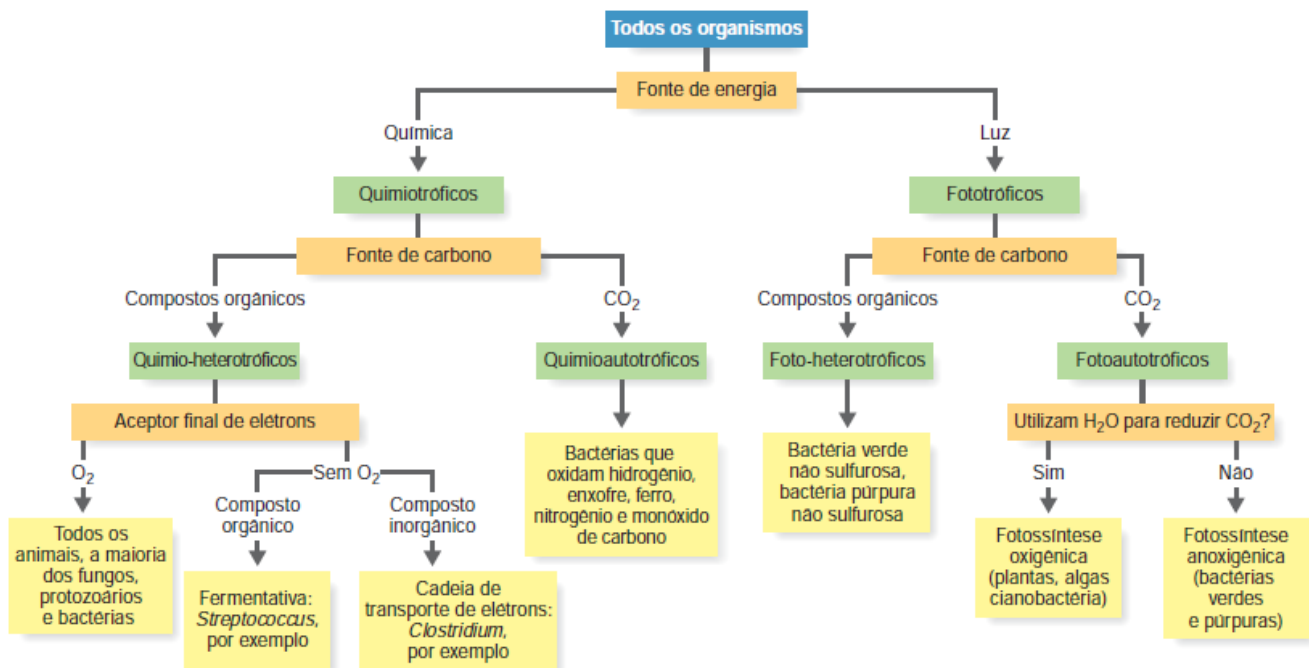 Todos os organismos
Fonte de energia
Química
Luz
Quimiotróficos
Fototróficos
Fonte de carbono
Fonte de carbono
Compostos orgânicos
CO2
Compostos orgânicos
CO2
Quimio-heterotróficos
Quimioautotróficos
Foto-heterotróficos
Fotoautotróficos
Aceptor final de elétrons
Utilizam H2O para reduzir CO2?
O2
Sem O2
Composto
orgânico
Composto
inorgânico
Sim
Não
Todos os
animais, a maioria
dos fungos,
protozoários
e bactérias
Fermentativa:
Streptococcus,
por exemplo
Cadeia de
transporte de elétrons:
Clostridium,
por exemplo
Bactérias que
oxidam hidrogênio,
enxofre, ferro,
nitrogênio e monóxido
de carbono
Bactéria verde
não sulfurosa,
bactéria púrpura
não sulfurosa
Fotossíntese
oxigênica
(plantas, algas
cianobactéria)
Fotossíntese
anoxigênica
(bactérias
verdes
e púrpuras)